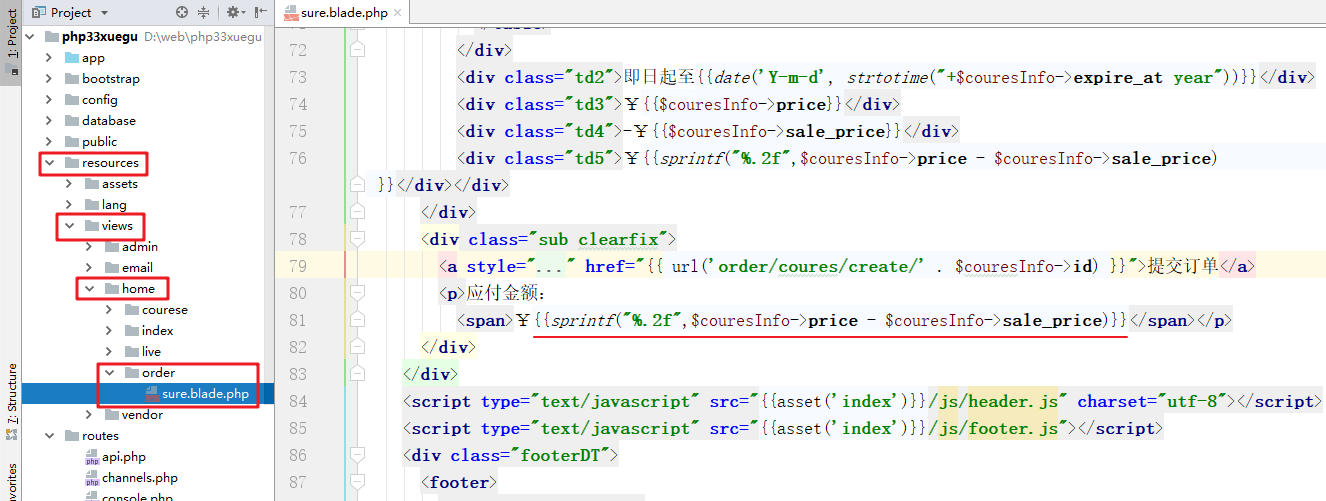 Project
sure.blade.php
1: Project
php33xuegu D:\web\php33xuegu
app
bootstrap
config
database
public
resources
assets
lang
views
admin
email
home
courese
index
live
order
sure.blade.php
vendor
routes
api.php
channels.php
console.php
7: Structure
72 </div>
73 <div class="td2">即日起至{{date('Y-m-d', strtotime("+$couresInfo->expire_at year"))}}</div>
74 <div class="td3">￥{{$couresInfo->price}}</div>
75 <div class="td4">-￥{{$couresInfo->sale_price}}</div>
76 <div class="td5">￥{{sprintf("%.2f",$couresInfo->price - $couresInfo->sale_price)
}}</div></div>
77 </div>
78 <div class="sub clearfix">
79 <a style="..." href="{{ url('order/coures/create/' . $couresInfo->id) }}">提交订单</a>
80 <p>应付金额：
81 <span>￥{{sprintf("%.2f",$couresInfo->price - $couresInfo->sale_price)}}</span></p>
82 </div>
83 </div>
84 <script type="text/javascript" src="{{asset('index')}}/js/header.js" charset="utf-8"></script>
85 <script type="text/javascript" src="{{asset('index')}}/js/footer.js"></script>
86 <div class="footerDT">
87 <footer>